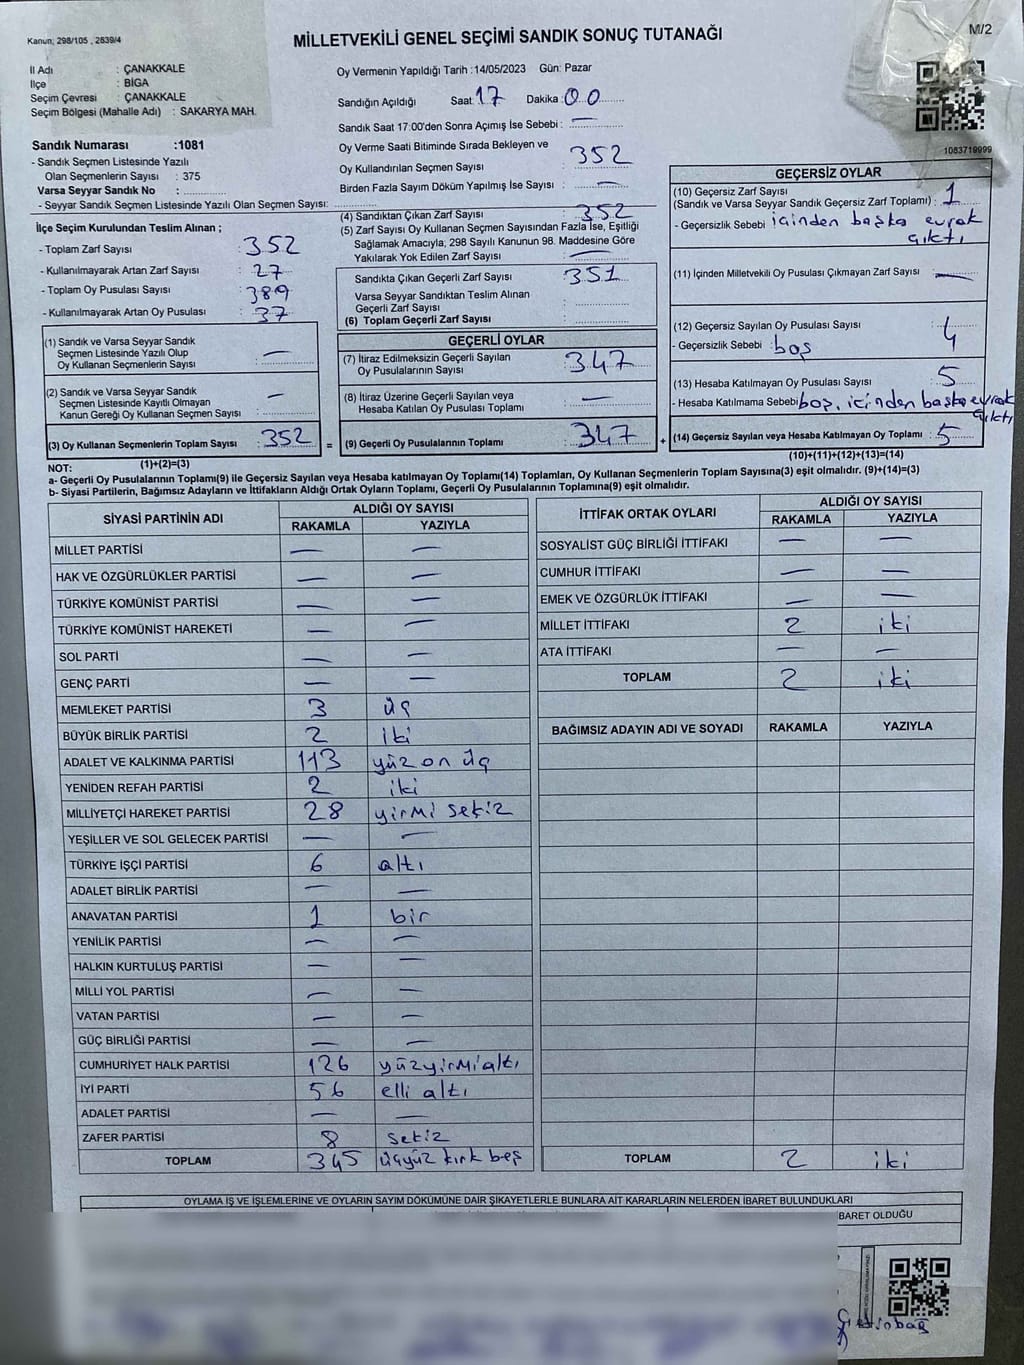 Kanun; 298/105 , 2839/4
MİLLETVEKİLİ GENEL SEÇİMİ SANDIK SONUÇ TUTANAĞI
M/2
İl Adı : ÇANAKKALE
İlçe : BİGA
Seçim Çevresi : ÇANAKKALE
Seçim Bölgesi (Mahalle Adı) : SAKARYA MAH.
Sandık Numarası :1081
- Sandık Seçmen Listesinde Yazılı
Olan Seçmenlerin Sayısı : 375
Varsa Seyyar Sandık No :
- Seyyar Sandık Seçmen Listesinde Yazılı Olan Seçmen Sayısı:
Oy Vermenin Yapıldığı Tarih :14/05/2023 Gün: Pazar
Sandığın Açıldığı Saat 17 Dakika 00
Sandık Saat 17:00'den Sonra Açılmış İse Sebebi : —
Oy Verme Saati Bitiminde Sırada Bekleyen ve
Oy Kullandırılan Seçmen Sayısı : 352
Birden Fazla Sayım Döküm Yapılmış İse Sayısı : —
1083719999
İlçe Seçim Kurulundan Teslim Alınan ;
- Toplam Zarf Sayısı : 352
- Kullanılmayarak Artan Zarf Sayısı : 27
- Toplam Oy Pusulası Sayısı : 389
- Kullanılmayarak Artan Oy Pusulası : 37
(4) Sandıktan Çıkan Zarf Sayısı : 352
(5) Zarf Sayısı Oy Kullanan Seçmen Sayısından Fazla İse, Eşitliği
Sağlamak Amacıyla; 298 Sayılı Kanunun 98. Maddesine Göre
Yakılarak Yok Edilen Zarf Sayısı : —
Sandıkta Çıkan Geçerli Zarf Sayısı : 351
Varsa Seyyar Sandıktan Teslim Alınan
Geçerli Zarf Sayısı :
(6) Toplam Geçerli Zarf Sayısı :
GEÇERSİZ OYLAR
(10) Geçersiz Zarf Sayısı
(Sandık ve Varsa Seyyar Sandık Geçersiz Zarf Toplamı) : 1
- Geçersizlik Sebebi : içinden başka evrak
çıktı
(11) İçinden Milletvekili Oy Pusulası Çıkmayan Zarf Sayısı : —
(12) Geçersiz Sayılan Oy Pusulası Sayısı : 4
- Geçersizlik Sebebi : boş
(13) Hesaba Katılmayan Oy Pusulası Sayısı : 5
- Hesaba Katılmama Sebebi : boş, içinden başka evrak
çıktı
(14) Geçersiz Sayılan veya Hesaba Katılmayan Oy Toplamı : 5
(10)+(11)+(12)+(13)=(14)
(1) Sandık ve Varsa Seyyar Sandık
Seçmen Listesinde Yazılı Olup
Oy Kullanan Seçmenlerin Sayısı : —
(2) Sandık ve Varsa Seyyar Sandık
Seçmen Listesinde Kayıtlı Olmayan
Kanun Gereği Oy Kullanan Seçmen Sayısı : —
(3) Oy Kullanan Seçmenlerin Toplam Sayısı : 352 =
(1)+(2)=(3)
GEÇERLİ OYLAR
(7) İtiraz Edilmeksizin Geçerli Sayılan
Oy Pusulalarının Sayısı : 347
(8) İtiraz Üzerine Geçerli Sayılan veya
Hesaba Katılan Oy Pusulası Toplamı : —
(9) Geçerli Oy Pusulalarının Toplamı : 347 +
NOT:
a- Geçerli Oy Pusulalarının Toplamı(9) ile Geçersiz Sayılan veya Hesaba katılmayan Oy Toplamı(14) Toplamları, Oy Kullanan Seçmenlerin Toplam Sayısına(3) eşit olmalıdır. (9)+(14)=(3)
b- Siyasi Partilerin, Bağımsız Adayların ve İttifakların Aldığı Ortak Oyların Toplamı, Geçerli Oy Pusulalarının Toplamına(9) eşit olmalıdır.
SİYASİ PARTİNİN ADI ALDIĞI OY SAYISI
RAKAMLA YAZIYLA
MİLLET PARTİSİ — —
HAK VE ÖZGÜRLÜKLER PARTİSİ — —
TÜRKİYE KOMÜNİST PARTİSİ — —
TÜRKİYE KOMÜNİST HAREKETİ — —
SOL PARTİ — —
GENÇ PARTİ — —
MEMLEKET PARTİSİ 3 üç
BÜYÜK BİRLİK PARTİSİ 2 iki
ADALET VE KALKINMA PARTİSİ 113 yüz on üç
YENİDEN REFAH PARTİSİ 2 iki
MİLLİYETÇİ HAREKET PARTİSİ 28 yirmi sekiz
YEŞİLLER VE SOL GELECEK PARTİSİ — —
TÜRKİYE İŞÇİ PARTİSİ 6 altı
ADALET BİRLİK PARTİSİ — —
ANAVATAN PARTİSİ 1 bir
YENİLİK PARTİSİ — —
HALKIN KURTULUŞ PARTİSİ — —
MİLLİ YOL PARTİSİ — —
VATAN PARTİSİ — —
GÜÇ BİRLİĞİ PARTİSİ — —
CUMHURİYET HALK PARTİSİ 126 yüzyirmialtı
İYİ PARTİ 56 elli altı
ADALET PARTİSİ — —
ZAFER PARTİSİ 8 sekiz
TOPLAM 345 üçyüz kırk beş
İTTİFAK ORTAK OYLARI ALDIĞI OY SAYISI
RAKAMLA YAZIYLA
SOSYALİST GÜÇ BİRLİĞİ İTTİFAKI — —
CUMHUR İTTİFAKI — —
EMEK VE ÖZGÜRLÜK İTTİFAKI — —
MİLLET İTTİFAKI 2 iki
ATA İTTİFAKI — —
TOPLAM 2 iki
BAĞIMSIZ ADAYIN ADI VE SOYADI RAKAMLA YAZIYLA
TOPLAM 2 iki
OYLAMA İŞ VE İŞLEMLERİNE VE OYLARIN SAYIM DÖKÜMÜNE DAİR ŞİKAYETLERLE BUNLARA AİT KARARLARIN NELERDEN İBARET BULUNDUKLARI
BARET OLDUĞU